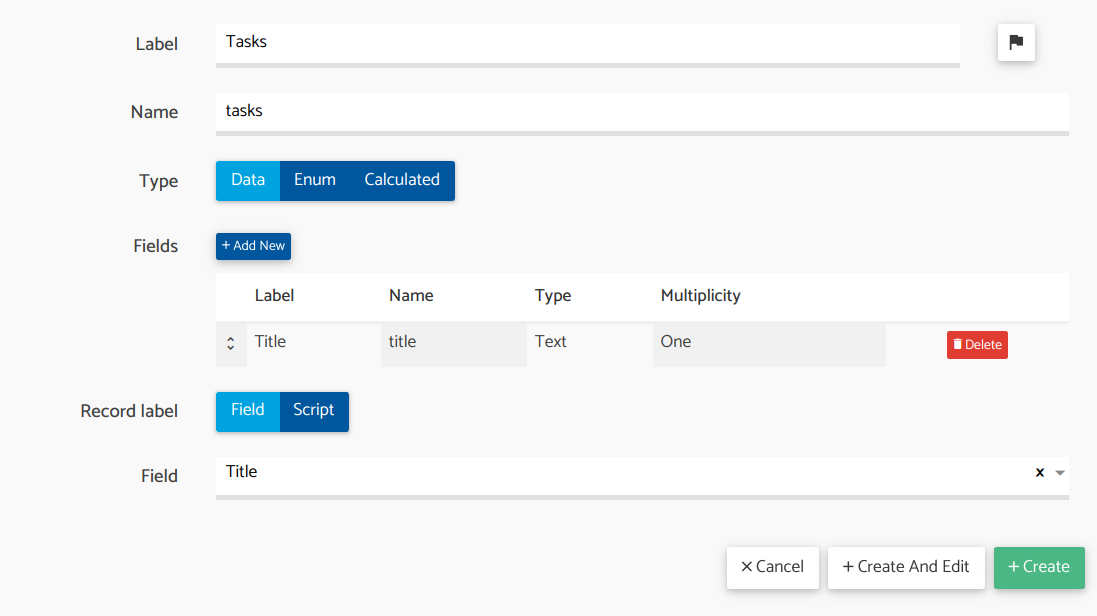 Label Tasks
Name tasks
Type Data Enum Calculated
Fields + Add New
Label Name Type Multiplicity
Title title Text One Delete
Record label Field Script
Field Title x
× Cancel + Create And Edit + Create